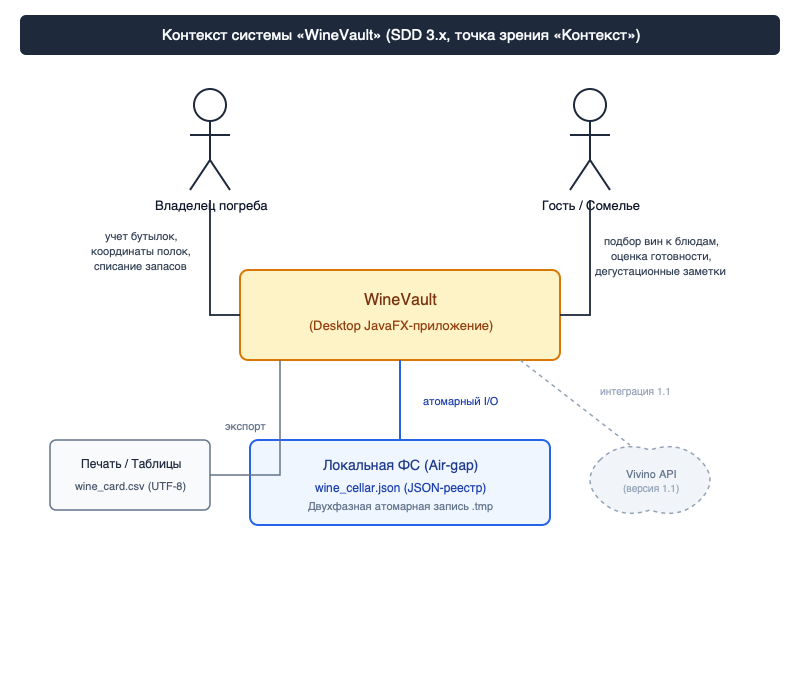 Контекст системы «WineVault» (SDD 3.x, точка зрения «Контекст»)
Владелец погреба
Гость / Сомелье
учет бутылок,
координаты полок,
списание запасов
подбор вин к блюдам,
оценка готовности,
дегустационные заметки
WineVault
(Desktop JavaFX-приложение)
экспорт
атомарный I/O
интеграция 1.1
Печать / Таблицы
wine_card.csv (UTF-8)
Локальная ФС (Air-gap)
wine_cellar.json (JSON-реестр)
Двухфазная атомарная запись .tmp
Vivino API
(версия 1.1)